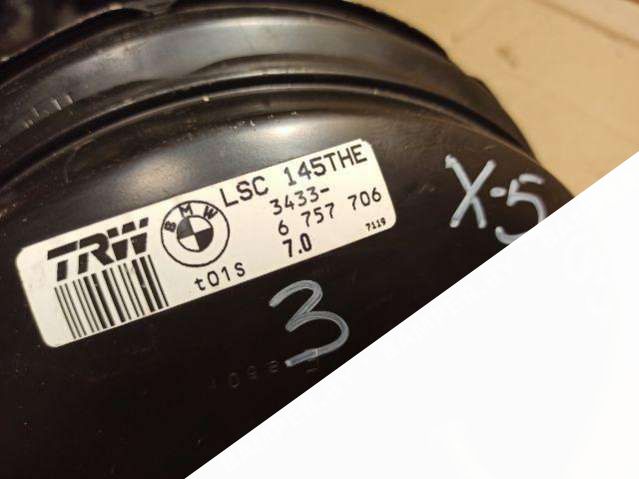 LSC 145THE
3433-
6 757 706
7.0
7119
TRW
BMW
t01s
X-5
3